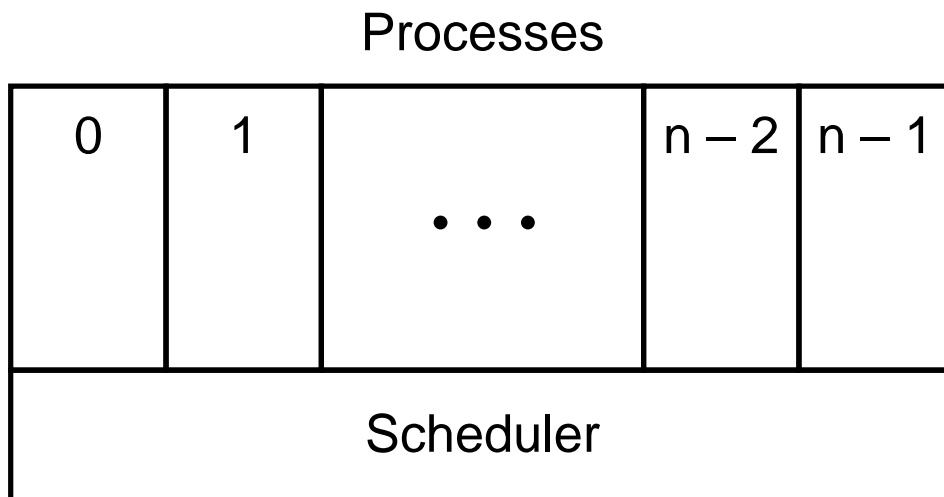 Processes
0 1 • • • n – 2 n – 1
Scheduler